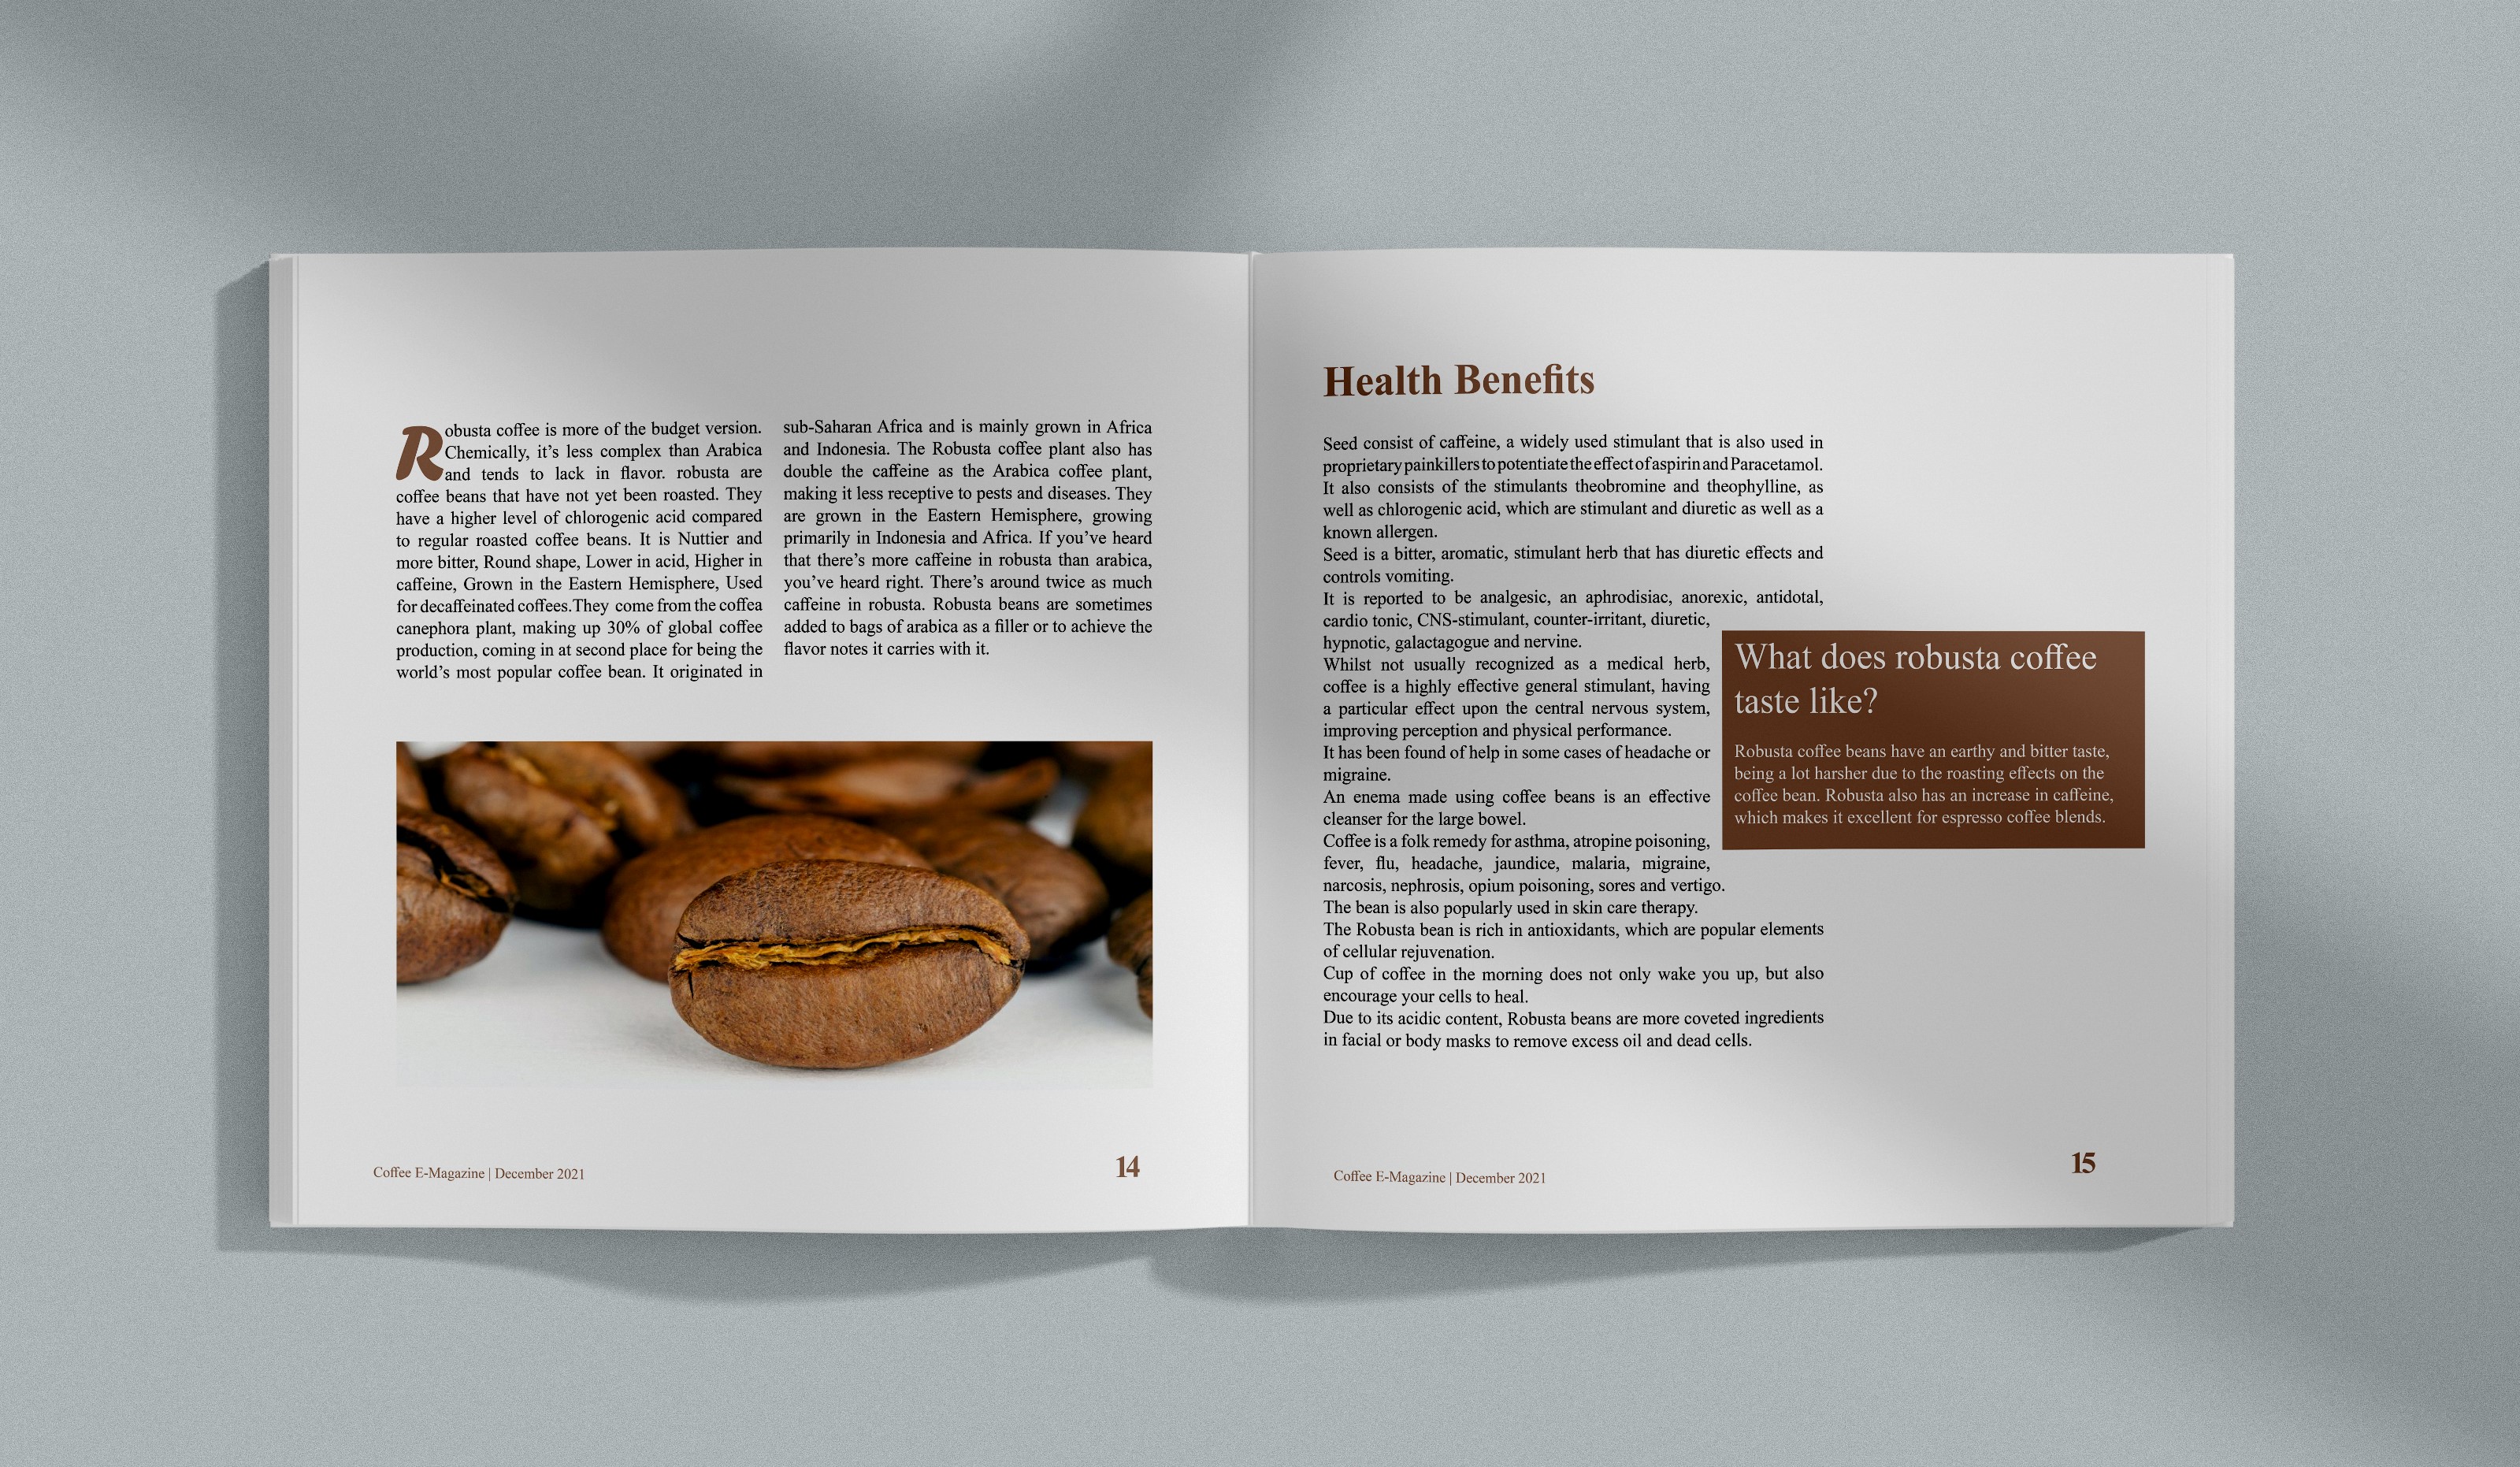 Robusta coffee is more of the budget version.
Chemically, it’s less complex than Arabica
and tends to lack in flavor. robusta are
coffee beans that have not yet been roasted. They
have a higher level of chlorogenic acid compared
to regular roasted coffee beans. It is Nuttier and
more bitter, Round shape, Lower in acid, Higher in
caffeine, Grown in the Eastern Hemisphere, Used
for decaffeinated coffees.They come from the coffea
canephora plant, making up 30% of global coffee
production, coming in at second place for being the
world’s most popular coffee bean. It originated in
sub-Saharan Africa and is mainly grown in Africa
and Indonesia. The Robusta coffee plant also has
double the caffeine as the Arabica coffee plant,
making it less receptive to pests and diseases. They
are grown in the Eastern Hemisphere, growing
primarily in Indonesia and Africa. If you’ve heard
that there’s more caffeine in robusta than arabica,
you’ve heard right. There’s around twice as much
caffeine in robusta. Robusta beans are sometimes
added to bags of arabica as a filler or to achieve the
flavor notes it carries with it.
Coffee E-Magazine | December 2021
14
Health Benefits
Seed consist of caffeine, a widely used stimulant that is also used in
proprietary painkillers to potentiate the effect of aspirin and Paracetamol.
It also consists of the stimulants theobromine and theophylline, as
well as chlorogenic acid, which are stimulant and diuretic as well as a
known allergen.
Seed is a bitter, aromatic, stimulant herb that has diuretic effects and
controls vomiting.
It is reported to be analgesic, an aphrodisiac, anorexic, antidotal,
cardio tonic, CNS-stimulant, counter-irritant, diuretic,
hypnotic, galactagogue and nervine.
Whilst not usually recognized as a medical herb,
coffee is a highly effective general stimulant, having
a particular effect upon the central nervous system,
improving perception and physical performance.
It has been found of help in some cases of headache or
migraine.
An enema made using coffee beans is an effective
cleanser for the large bowel.
Coffee is a folk remedy for asthma, atropine poisoning,
fever, flu, headache, jaundice, malaria, migraine,
narcosis, nephrosis, opium poisoning, sores and vertigo.
The bean is also popularly used in skin care therapy.
The Robusta bean is rich in antioxidants, which are popular elements
of cellular rejuvenation.
Cup of coffee in the morning does not only wake you up, but also
encourage your cells to heal.
Due to its acidic content, Robusta beans are more coveted ingredients
in facial or body masks to remove excess oil and dead cells.
What does robusta coffee
taste like?
Robusta coffee beans have an earthy and bitter taste,
being a lot harsher due to the roasting effects on the
coffee bean. Robusta also has an increase in caffeine,
which makes it excellent for espresso coffee blends.
Coffee E-Magazine | December 2021
15